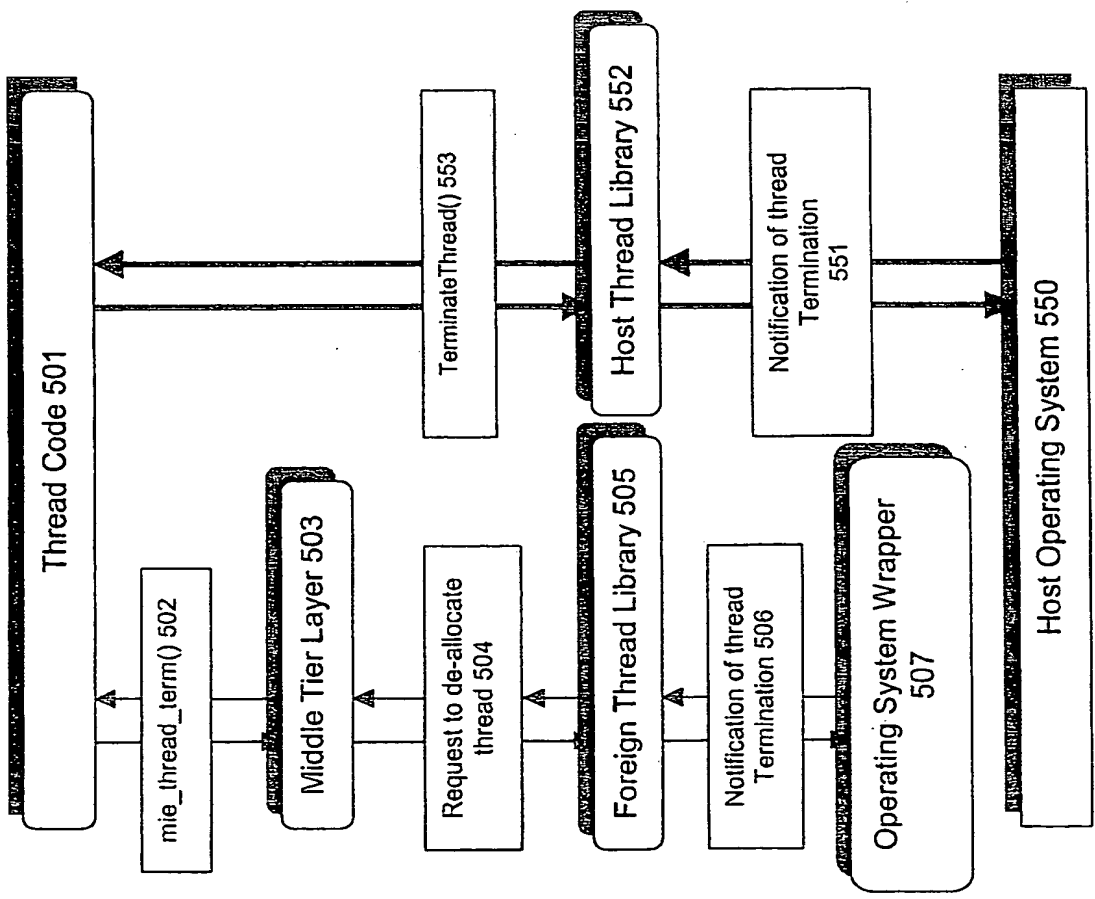 Thread Code 501
mie_thread_term() 502
Middle Tier Layer 503
Request to de-allocate
thread 504
Foreign Thread Library 505
Notification of thread
Termination 506
Operating System Wrapper
507
TerminateThread() 553
Host Thread Library 552
Notification of thread
Termination
551
Host Operating System 550